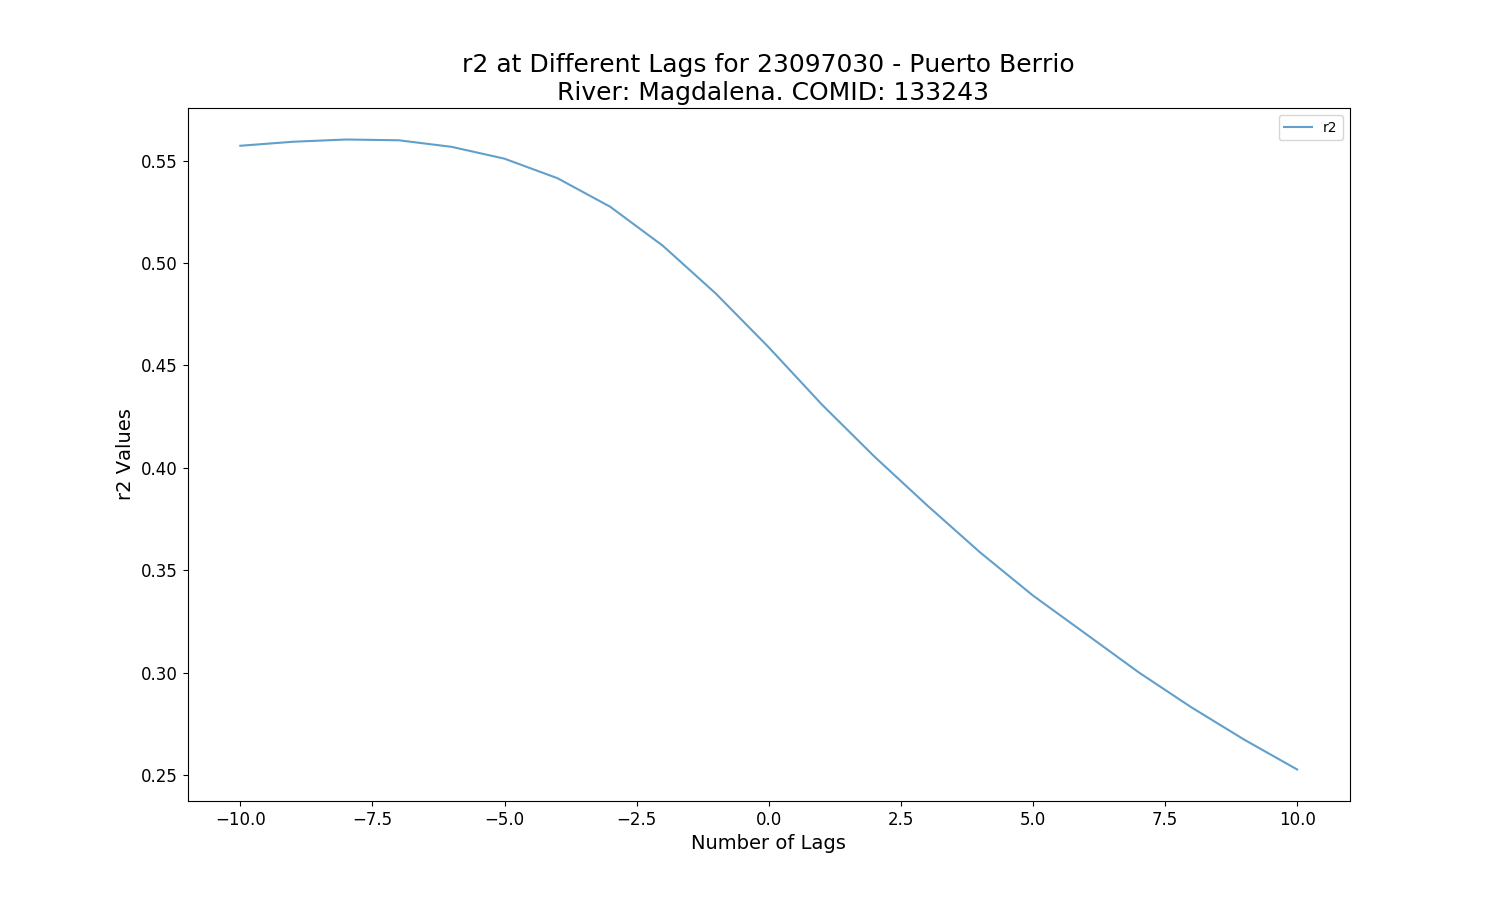 r2 at Different Lags for 23097030 - Puerto Berrio
River: Magdalena. COMID: 133243
r2
0.55
0.50
0.45
0.40
0.35
0.30
0.25
r2 Values
−10.0 −7.5 −5.0 −2.5 0.0 2.5 5.0 7.5 10.0
Number of Lags